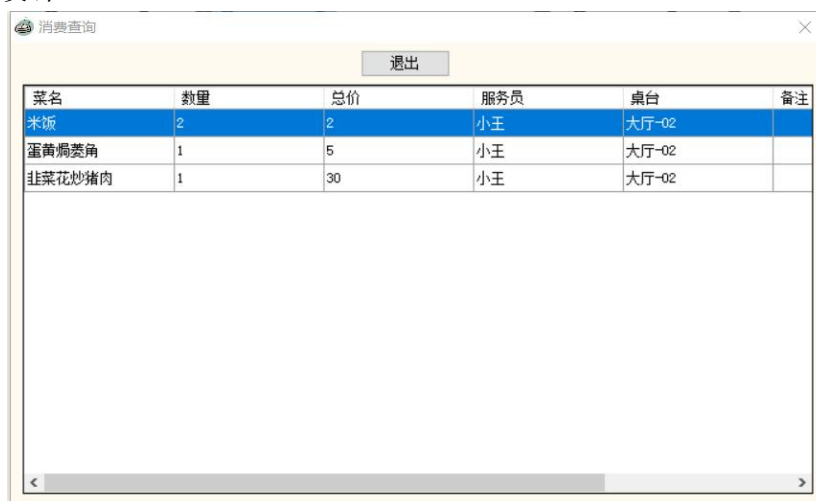 消费查询
退出
菜名 数量 总价 服务员 桌台 备注
米饭 2 2 小王 大厅-02
蛋黄焗菱角 1 5 小王 大厅-02
韭菜花炒猪肉 1 30 小王 大厅-02